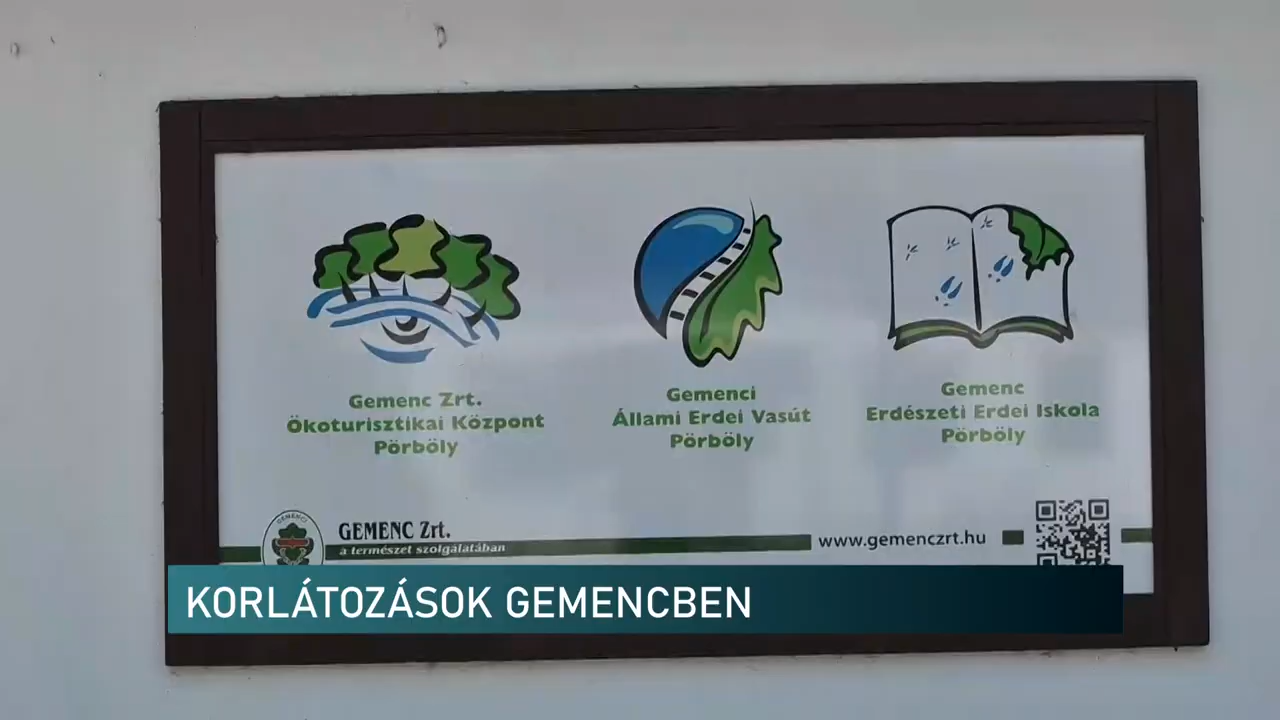 Gemenc Zrt.
Ökoturisztikai Központ
Pörböly
Gemenci
Állami Erdei Vasút
Pörböly
Gemenc
Erdészeti Erdei Iskola
Pörböly
GEMENCI
GEMENC Zrt.
a természet szolgálatában
www.gemenczrt.hu
KORLÁTOZÁSOK GEMENCBEN